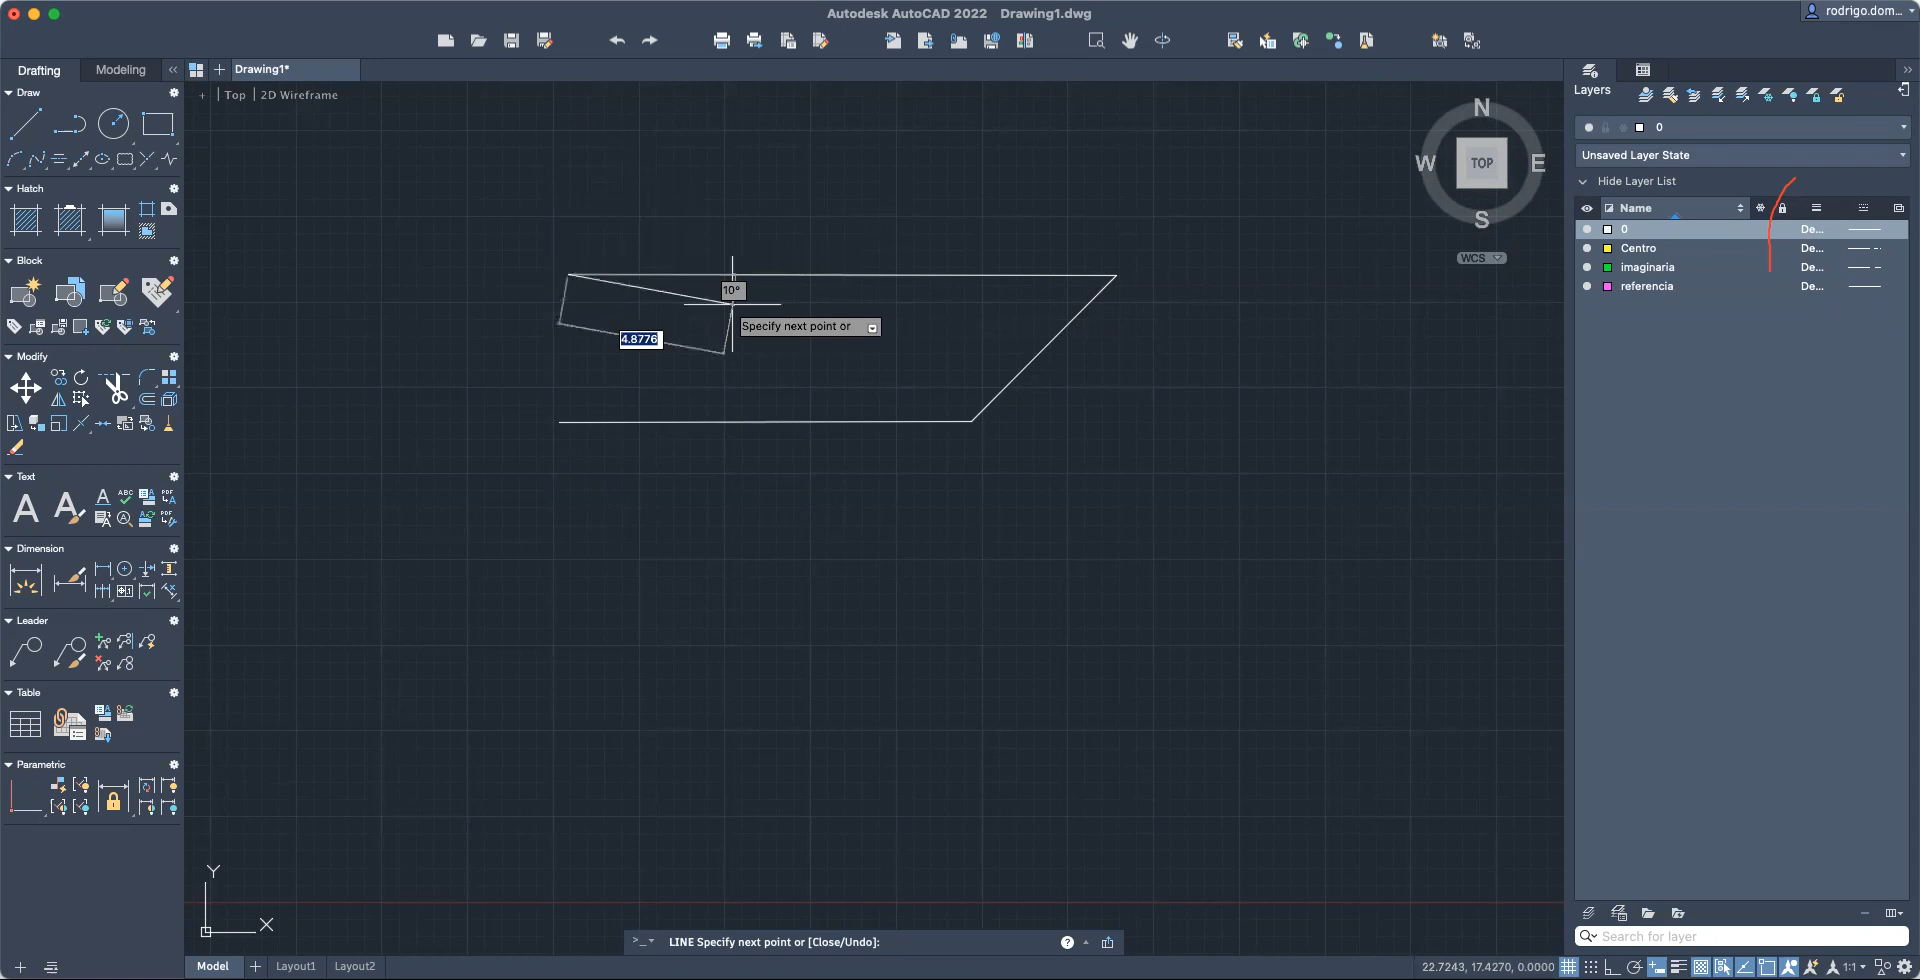 Autodesk AutoCAD 2022 Drawing1.dwg
rodrigo.dom...
Drafting Modeling
Drawing1*
Draw
+ | Top | 2D Wireframe
Layers
0
Unsaved Layer State
Hide Layer List
Name
0 De...
Centro De...
imaginaria De...
referencia De...
N
W TOP E
S
WCS
Hatch
Block
Modify
Text
A A A ABC PDF
Dimension
Leader
Table
Parametric
10°
Specify next point or
4.8776
Y
X
>_ LINE Specify next point or [Close/Undo]:
Model Layout1 Layout2
Search for layer
22.7243, 17.4270, 0.0000
1:1